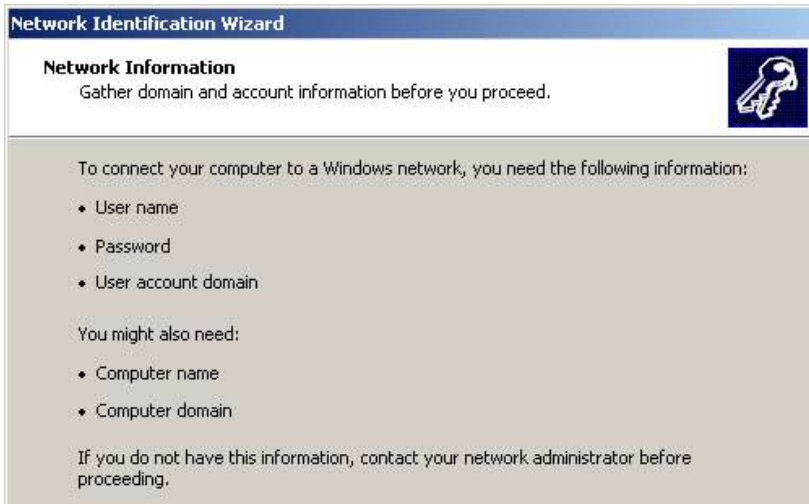 Network Identification Wizard
Network Information
Gather domain and account information before you proceed.
To connect your computer to a Windows network, you need the following information:
• User name
• Password
• User account domain
You might also need:
• Computer name
• Computer domain
If you do not have this information, contact your network administrator before
proceeding.